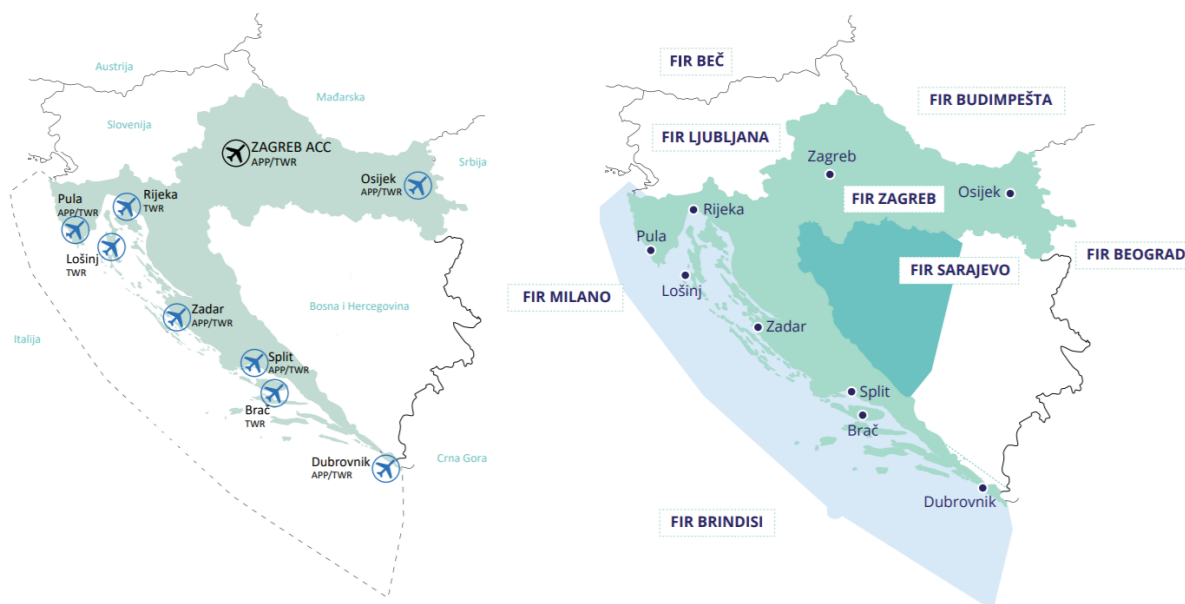 Austrija
Mađarska
Slovenija
ZAGREB ACC
APP/TWR
Srbija
Osijek
APP/TWR
Pula
APP/TWR
Rijeka
TWR
Lošinj
TWR
Zadar
APP/TWR
Bosna i Hercegovina
Italija
Split
APP/TWR
Brač
TWR
Dubrovnik
APP/TWR
Crna Gora
FIR BEČ
FIR BUDIMPEŠTA
FIR LJUBLJANA
Zagreb
FIR ZAGREB
Osijek
Rijeka
Pula
FIR BEOGRAD
FIR SARAJEVO
Lošinj
FIR MILANO
Zadar
Split
Brač
Dubrovnik
FIR BRINDISI